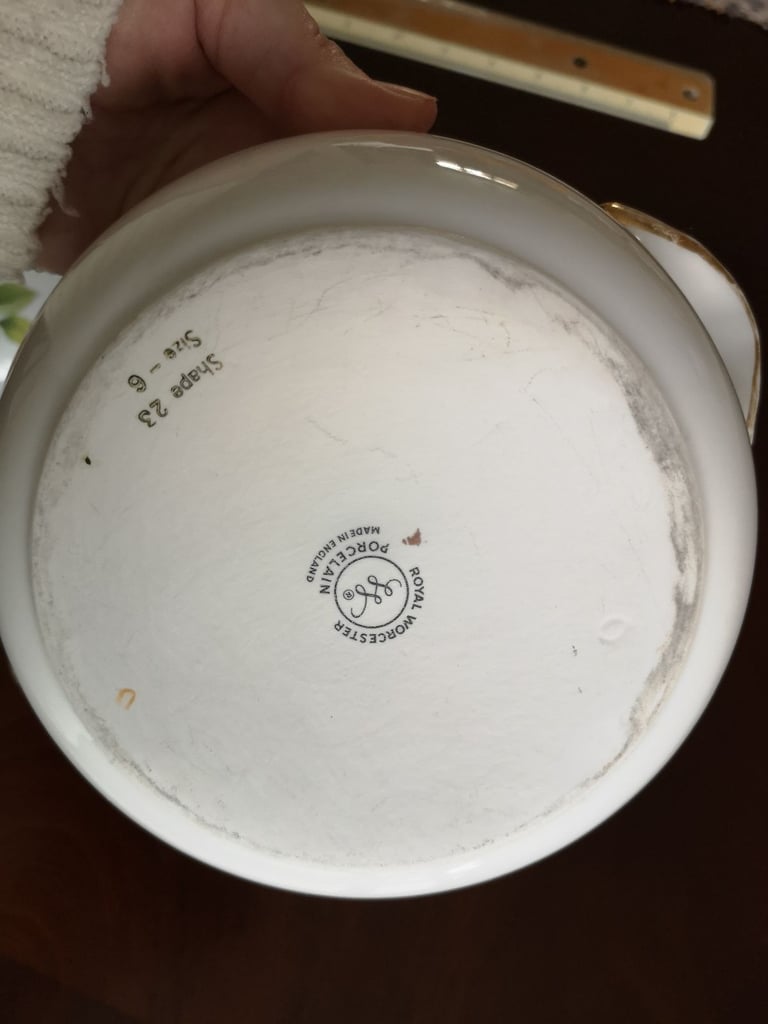 Shape 23
Size - 6
ROYAL WORCESTER
PORCELAIN
MADE IN ENGLAND
®